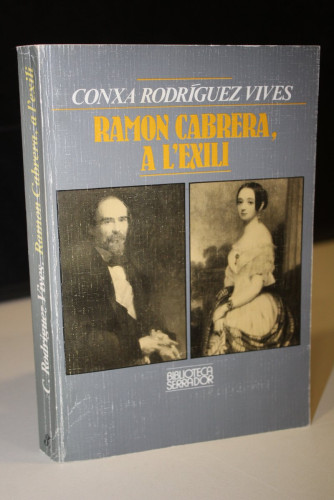 CONXA RODRÍGUEZ VIVES
RAMON CABRERA,
A L'EXILI
BIBLIOTECA
SERRADOR
C. Rodríguez Vives. Ramon Cabrera, a l'exili